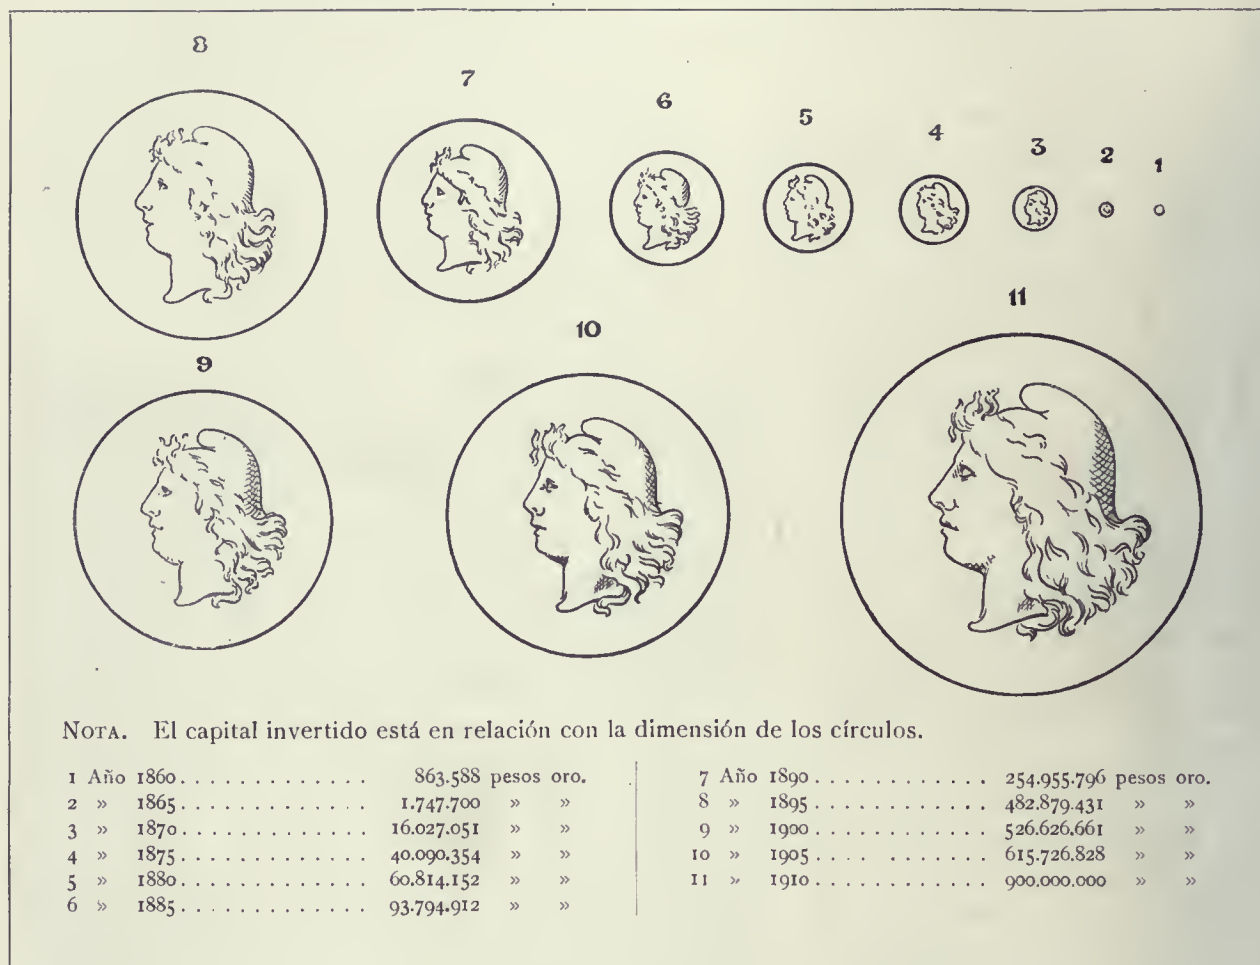 8
7
6
5
4
3
2
1
9
10
11
NOTA. El capital invertido está en relación con la dimensión de los círculos.
1 Año 1860 . . . . . . . . . . . . . . 863.588 pesos oro.
2 » 1865 . . . . . . . . . . . . . . 1.747.700 » »
3 » 1870 . . . . . . . . . . . . . . 16.027.051 » »
4 » 1875 . . . . . . . . . . . . . . 40.090.354 » »
5 » 1880 . . . . . . . . . . . . . . 60.814.152 » »
6 » 1885 . . . . . . . . . . . . . . 93.794.912 » »
7 Año 1890 . . . . . . . . . . . . . 254.955.796 pesos oro.
8 » 1895 . . . . . . . . . . . . . 482.879.431 » »
9 » 1900 . . . . . . . . . . . . . 526.626.661 » »
10 » 1905 . . . . . . . . . . . . . 615.726.828 » »
11 » 1910 . . . . . . . . . . . . . 900.000.000 » »